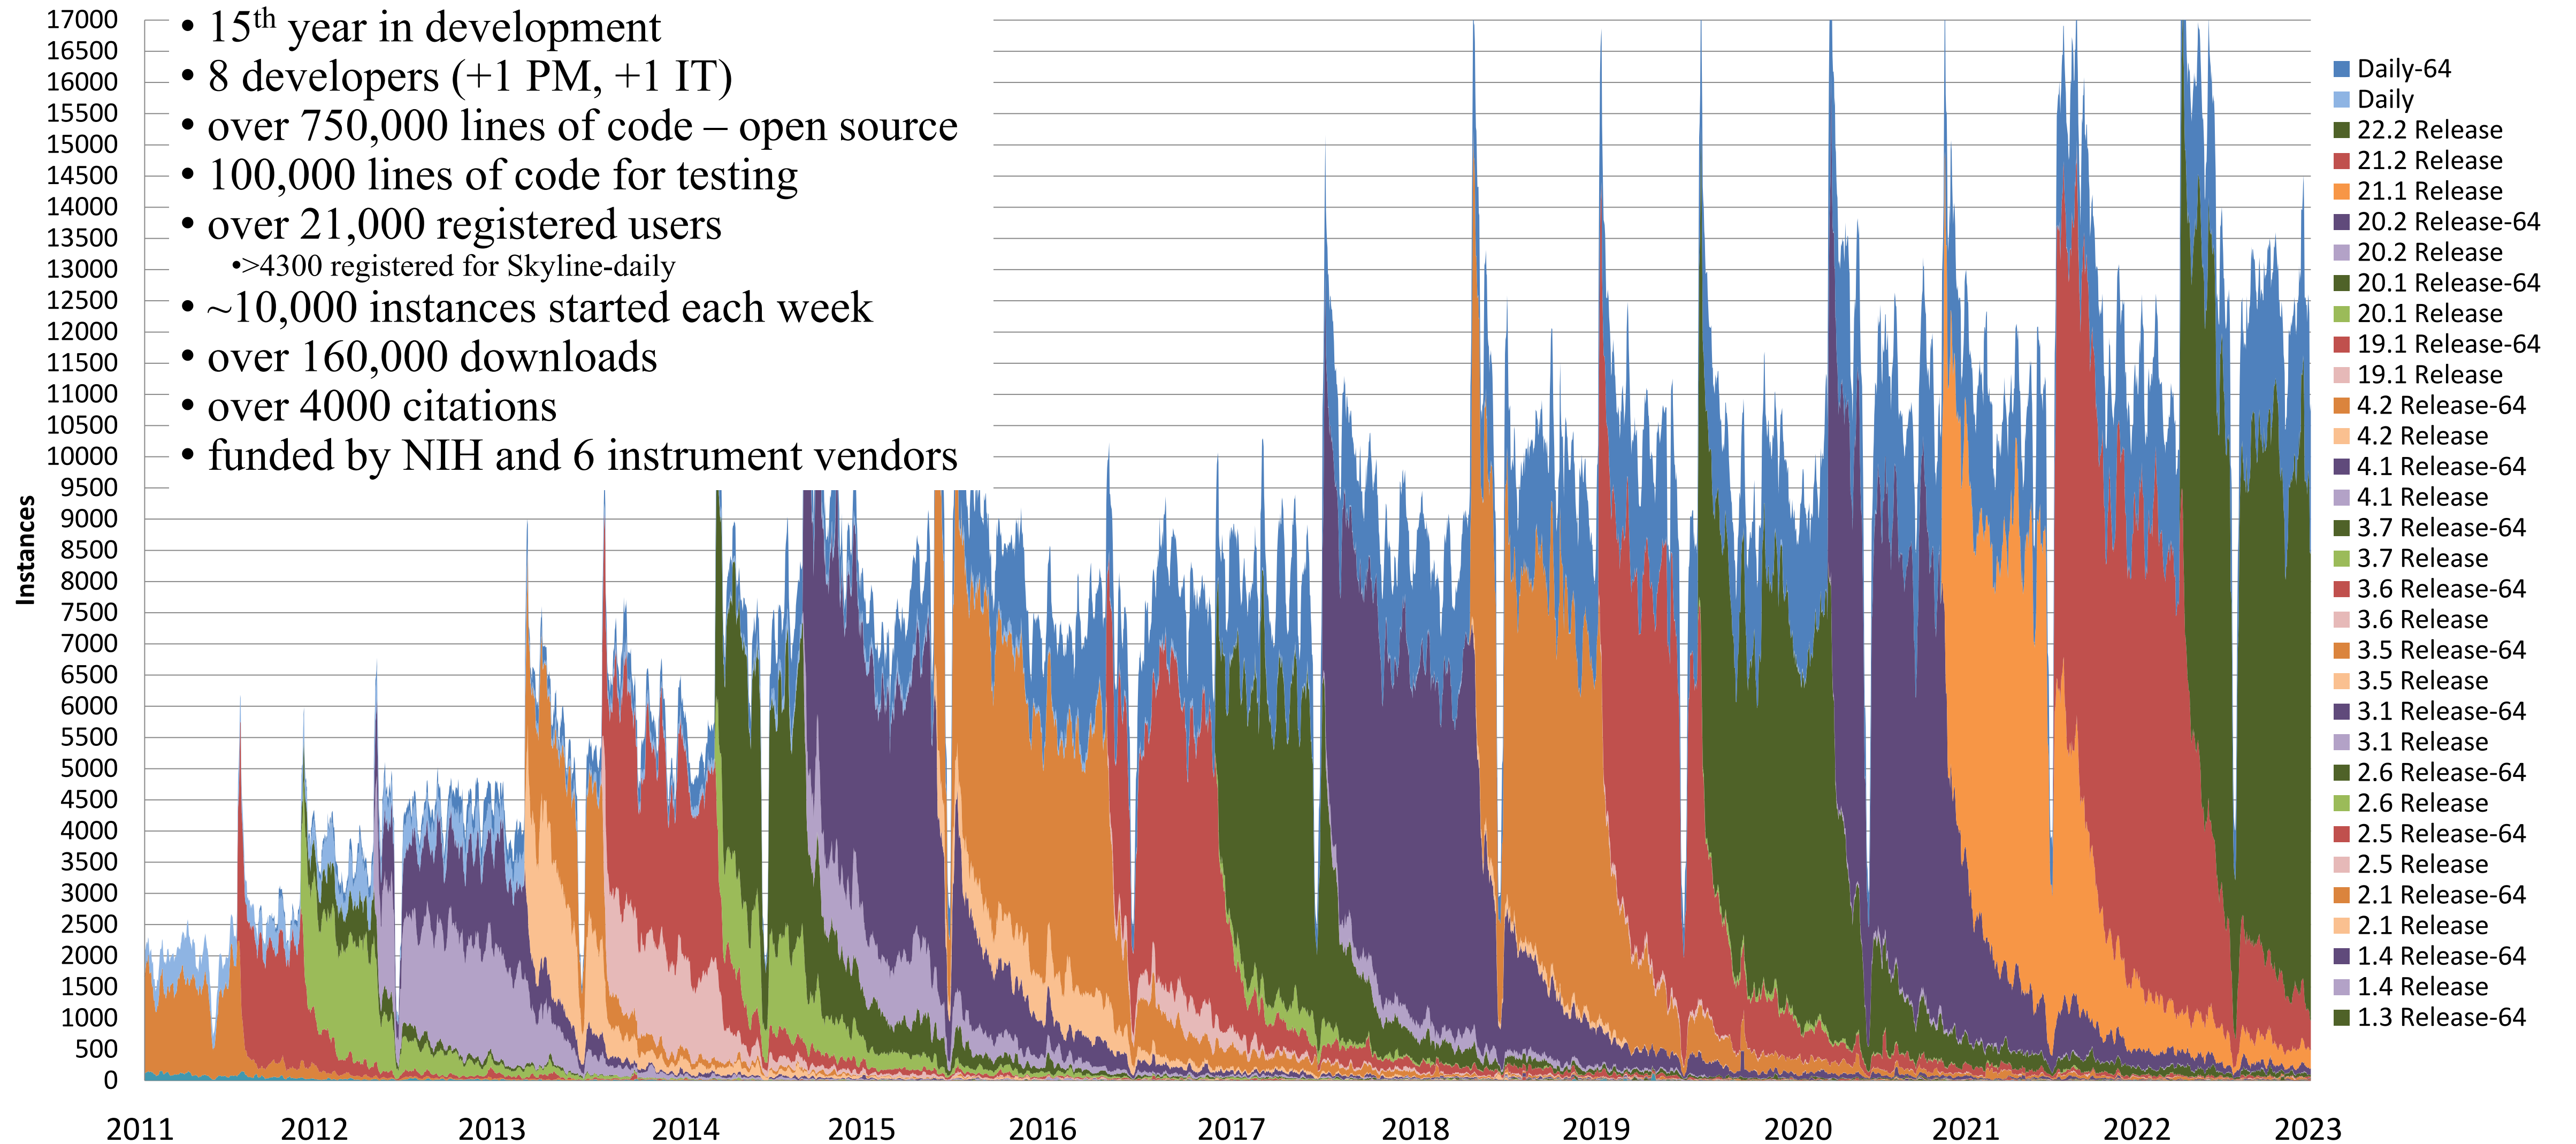 17000
16500
16000
15500
15000
14500
14000
13500
13000
12500
12000
11500
11000
10500
10000
9500
9000
8500
8000
7500
7000
6500
6000
5500
5000
4500
4000
3500
3000
2500
2000
1500
1000
500
0
Instances
• 15th year in development
• 8 developers (+1 PM, +1 IT)
• over 750,000 lines of code – open source
• 100,000 lines of code for testing
• over 21,000 registered users
•>4300 registered for Skyline-daily
• ~10,000 instances started each week
• over 160,000 downloads
• over 4000 citations
• funded by NIH and 6 instrument vendors
Daily-64
Daily
22.2 Release
21.2 Release
21.1 Release
20.2 Release-64
20.2 Release
20.1 Release-64
20.1 Release
19.1 Release-64
19.1 Release
4.2 Release-64
4.2 Release
4.1 Release-64
4.1 Release
3.7 Release-64
3.7 Release
3.6 Release-64
3.6 Release
3.5 Release-64
3.5 Release
3.1 Release-64
3.1 Release
2.6 Release-64
2.6 Release
2.5 Release-64
2.5 Release
2.1 Release-64
2.1 Release
1.4 Release-64
1.4 Release
1.3 Release-64
2011 2012 2013 2014 2015 2016 2017 2018 2019 2020 2021 2022 2023